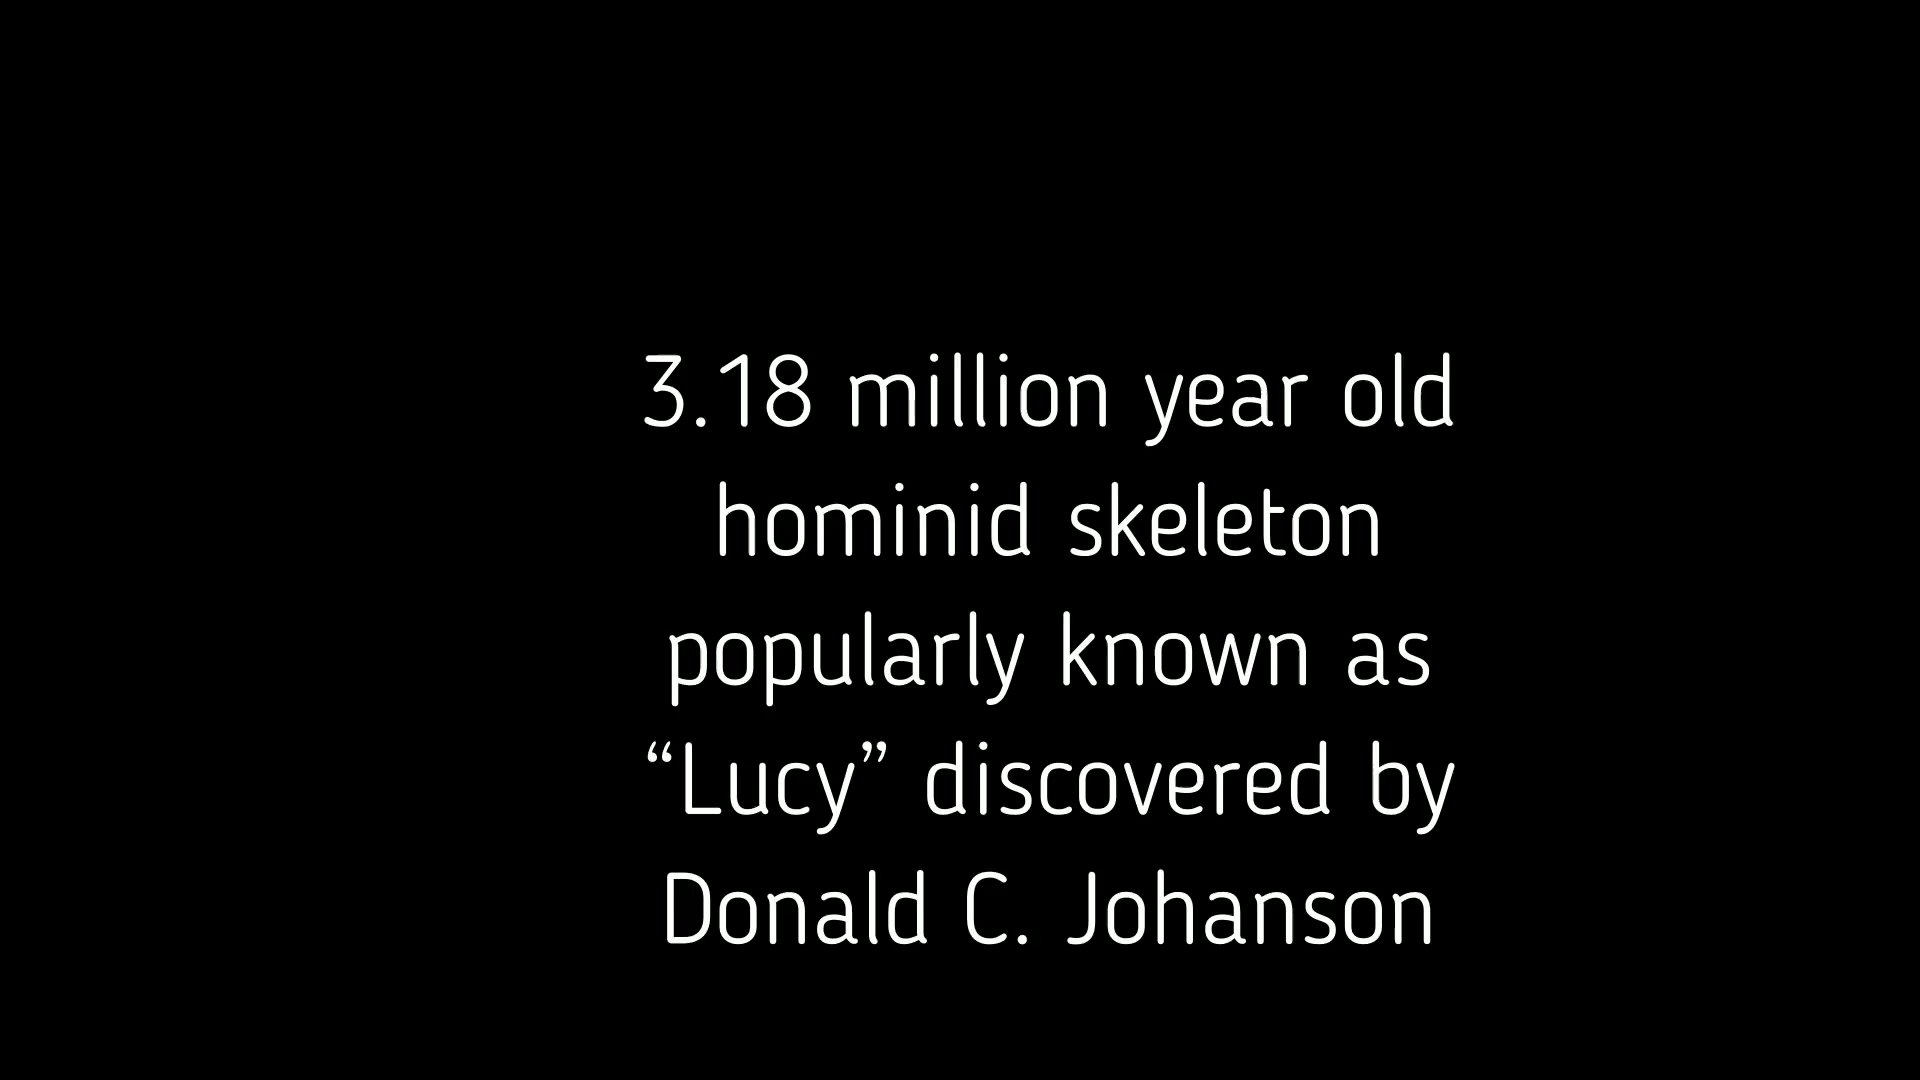 3.18 million year old
hominid skeleton
popularly known as
“Lucy” discovered by
Donald C. Johanson